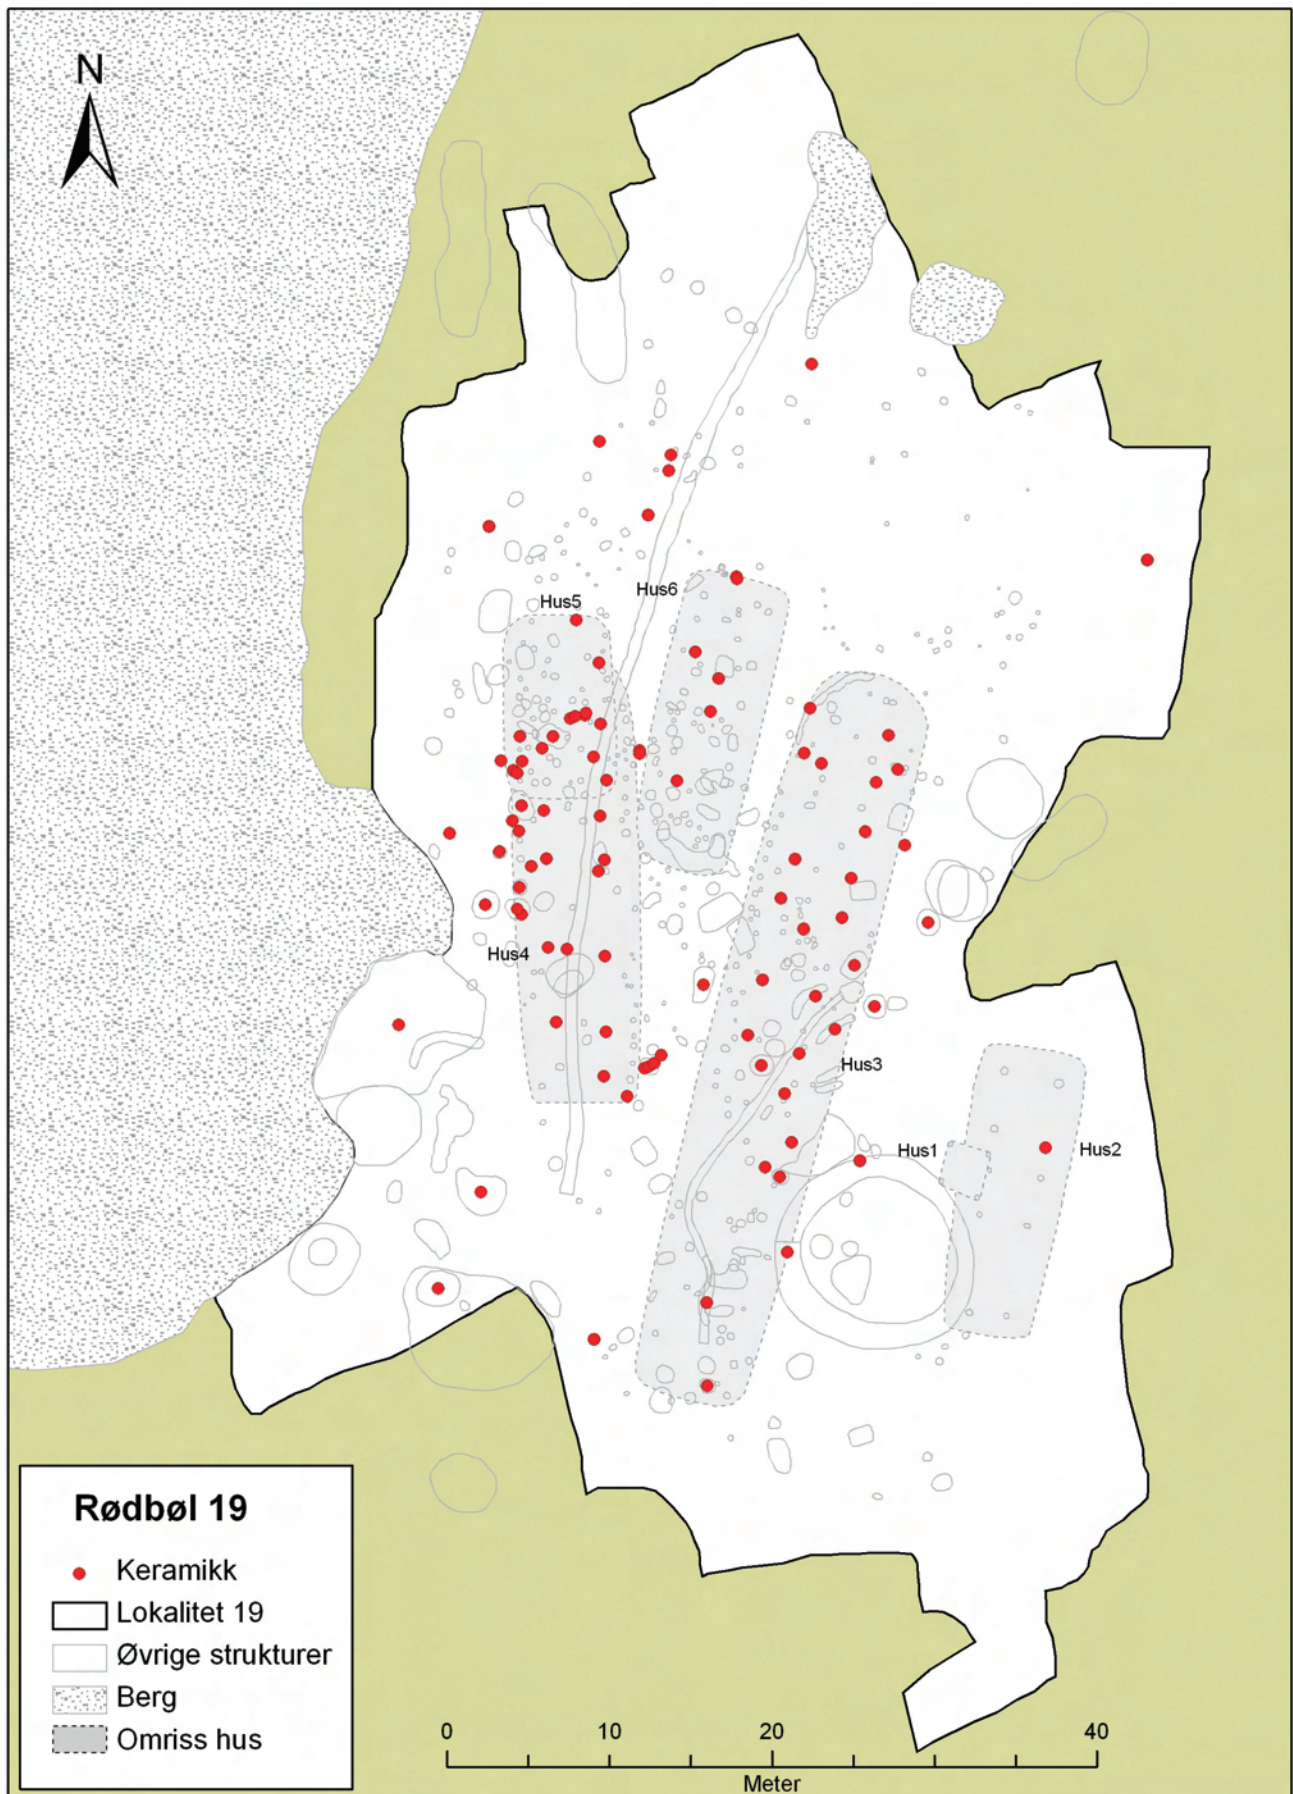 N
Hus6
Hus5
Hus4
Hus3
Hus1
Hus2
Rødbøl 19
Keramikk
Lokalitet 19
Øvrige strukturer
Berg
Omriss hus
0 10 20 40
Meter